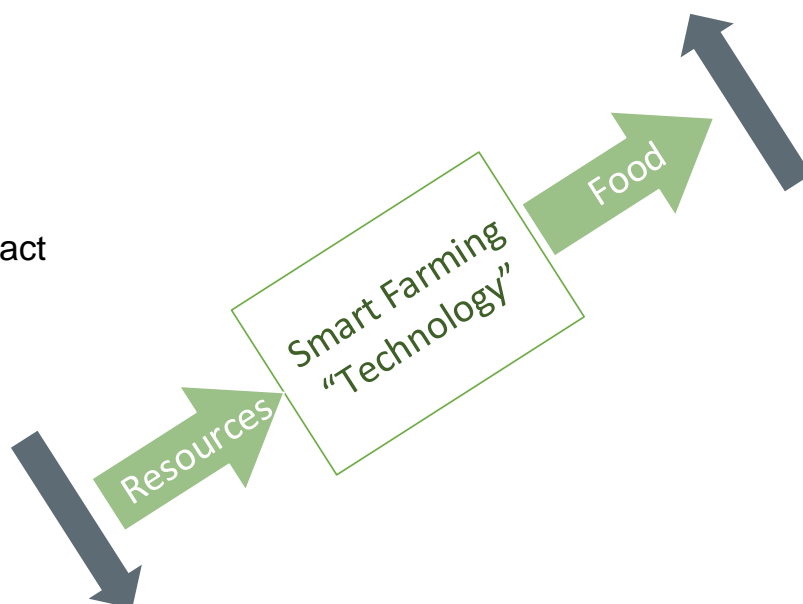 Food
act
Smart Farming
“Technology”
Resources